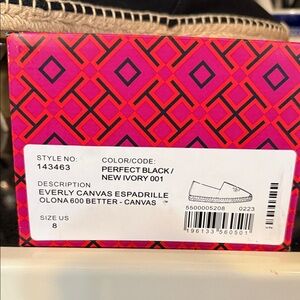 STYLE NO:
143463
COLOR/CODE:
PERFECT BLACK /
NEW IVORY 001
DESCRIPTION
EVERLY CANVAS ESPADRILLE
OLONA 600 BETTER - CANVAS
SIZE US
8
5500005208 0223
196133560501